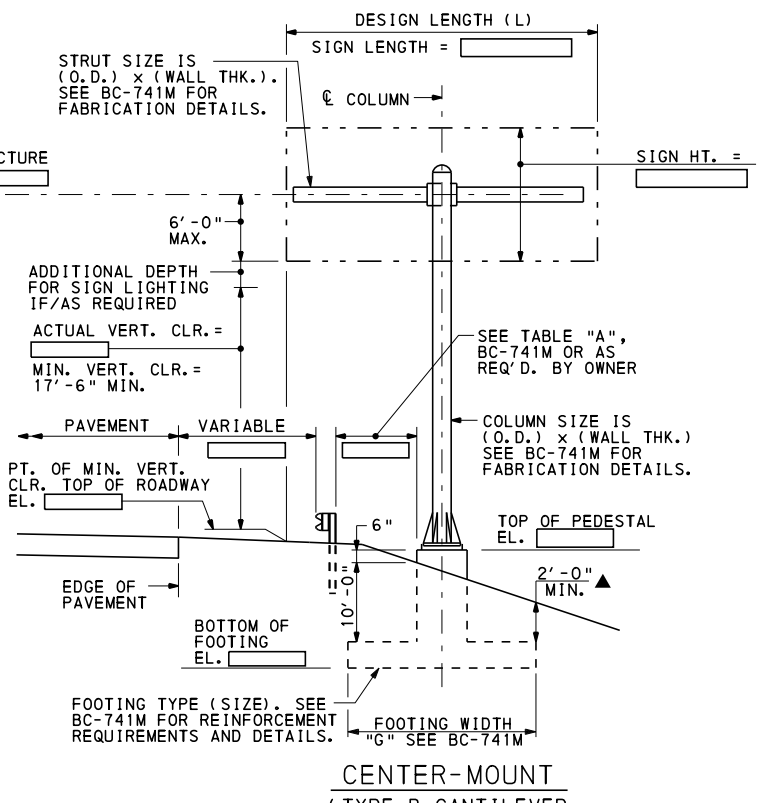 DESIGN LENGTH (L)
SIGN LENGTH =
STRUT SIZE IS
(O.D.) x (WALL THK.).
SEE BC-741M FOR
FABRICATION DETAILS.
℄ COLUMN
CTURE
SIGN HT. =
6'-0"
MAX.
ADDITIONAL DEPTH
FOR SIGN LIGHTING
IF/AS REQUIRED
ACTUAL VERT. CLR.=
MIN. VERT. CLR.=
17'-6" MIN.
SEE TABLE "A",
BC-741M OR AS
REQ'D. BY OWNER
PAVEMENT
VARIABLE
COLUMN SIZE IS
(O.D.) x (WALL THK.)
SEE BC-741M FOR
FABRICATION DETAILS.
PT. OF MIN. VERT.
CLR. TOP OF ROADWAY
EL.
6"
TOP OF PEDESTAL
EL.
EDGE OF
PAVEMENT
10'-0"
2'-0"
MIN.
BOTTOM OF
FOOTING
EL.
FOOTING TYPE (SIZE). SEE
BC-741M FOR REINFORCEMENT
REQUIREMENTS AND DETAILS.
FOOTING WIDTH
"G" SEE BC-741M
CENTER-MOUNT
(TYPE B CANTILEVER